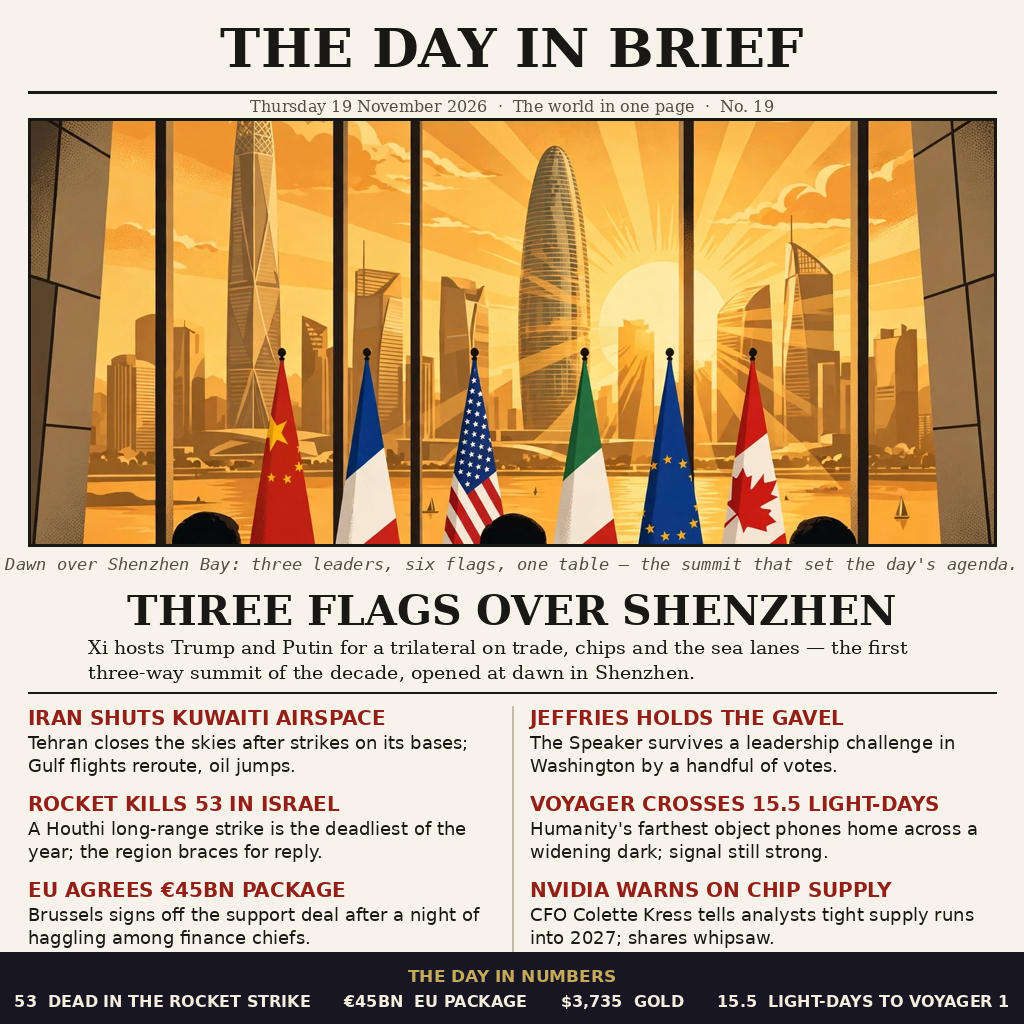 THE DAY IN BRIEF
Thursday 19 November 2026 · The world in one page · No. 19
Dawn over Shenzhen Bay: three leaders, six flags, one table — the summit that set the day's agenda.
THREE FLAGS OVER SHENZHEN
Xi hosts Trump and Putin for a trilateral on trade, chips and the sea lanes — the first
three-way summit of the decade, opened at dawn in Shenzhen.
IRAN SHUTS KUWAITI AIRSPACE
Tehran closes the skies after strikes on its bases;
Gulf flights reroute, oil jumps.
ROCKET KILLS 53 IN ISRAEL
A Houthi long-range strike is the deadliest of the
year; the region braces for reply.
EU AGREES €45BN PACKAGE
Brussels signs off the support deal after a night of
haggling among finance chiefs.
JEFFRIES HOLDS THE GAVEL
The Speaker survives a leadership challenge in
Washington by a handful of votes.
VOYAGER CROSSES 15.5 LIGHT-DAYS
Humanity's farthest object phones home across a
widening dark; signal still strong.
NVIDIA WARNS ON CHIP SUPPLY
CFO Colette Kress tells analysts tight supply runs
into 2027; shares whipsaw.
THE DAY IN NUMBERS
53 DEAD IN THE ROCKET STRIKE €45BN EU PACKAGE $3,735 GOLD 15.5 LIGHT-DAYS TO VOYAGER 1